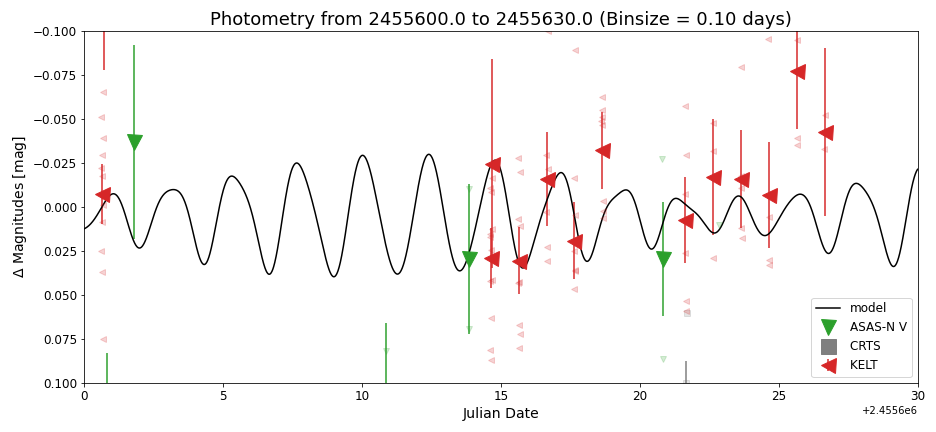 Photometry from 2455600.0 to 2455630.0 (Binsize = 0.10 days)
Δ Magnitudes [mag]
−0.100
−0.075
−0.050
−0.025
0.000
0.025
0.050
0.075
0.100
model
ASAS-N V
CRTS
KELT
0 5 10 15 20 25 30
Julian Date
+2.4556e6